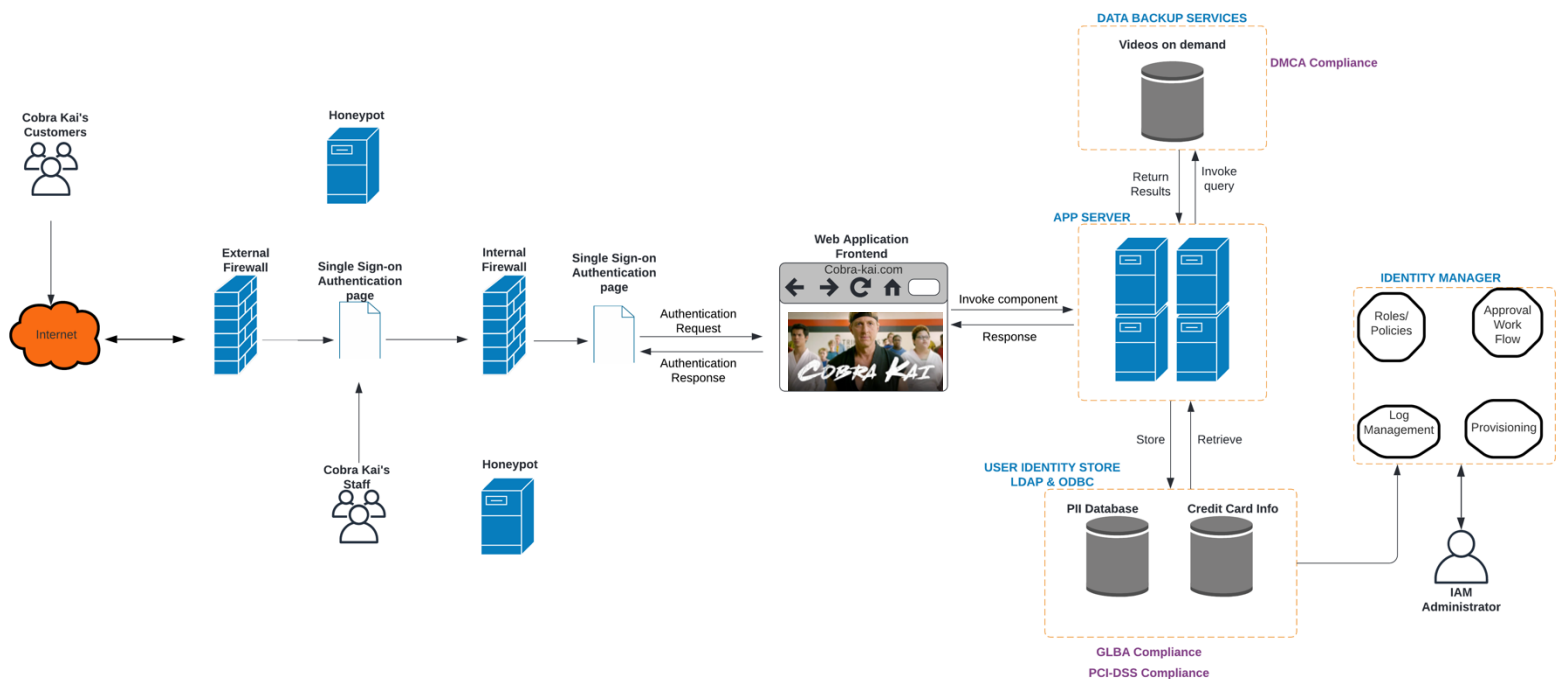 DATA BACKUP SERVICES
Videos on demand
DMCA Compliance
Cobra Kai's
Customers
Honeypot
Return
Results
Invoke
query
APP SERVER
External
Firewall
Single Sign-on
Authentication
page
Internal
Firewall
Single Sign-on
Authentication
page
Web Application
Frontend
Cobra-kai.com
COBRA KAI
Internet
Authentication
Request
Authentication
Response
Invoke component
Response
IDENTITY MANAGER
Roles/
Policies
Approval
Work
Flow
Log
Management
Provisioning
Store
Retrieve
Cobra Kai's
Staff
Honeypot
USER IDENTITY STORE
LDAP & ODBC
PII Database
Credit Card Info
IAM
Administrator
GLBA Compliance
PCI-DSS Compliance